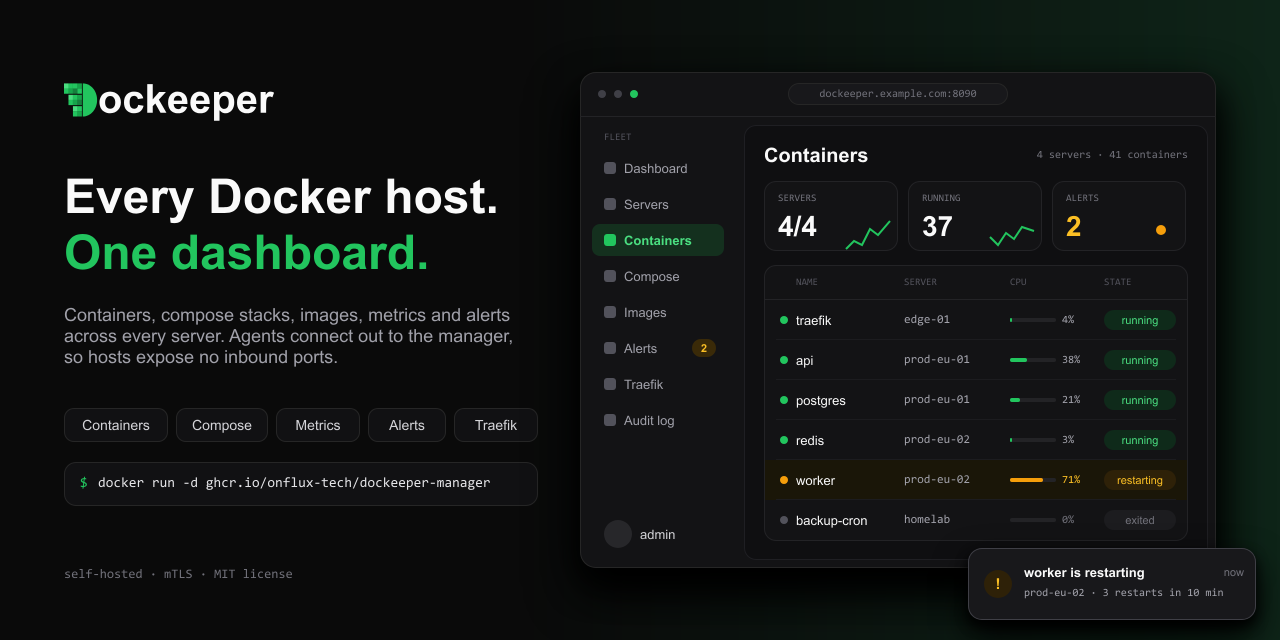 Dockeeper
Every Docker host.
One dashboard.
Containers, compose stacks, images, metrics and alerts
across every server. Agents connect out to the manager,
so hosts expose no inbound ports.
Containers Compose Metrics Alerts Traefik
$ docker run -d ghcr.io/onflux-tech/dockeeper-manager
self-hosted · mTLS · MIT license
dockeeper.example.com:8090
FLEET
Dashboard
Servers
Containers
Compose
Images
Alerts 2
Traefik
Audit log
admin
Containers 4 servers · 41 containers
SERVERS RUNNING ALERTS
4/4 37 2
NAME SERVER CPU STATE
traefik edge-01 4% running
api prod-eu-01 38% running
postgres prod-eu-01 21% running
redis prod-eu-02 3% running
worker prod-eu-02 71% restarting
backup-cron homelab 0% exited
! worker is restarting now
prod-eu-02 · 3 restarts in 10 min